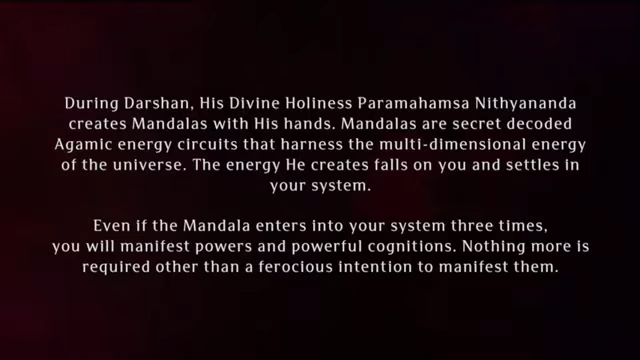 During Darshan, His Divine Holiness Paramahamsa Nithyananda
creates Mandalas with His hands. Mandalas are secret decoded
Agamic energy circuits that harness the multi-dimensional energy
of the universe. The energy He creates falls on you and settles in
your system.
Even if the Mandala enters into your system three times,
you will manifest powers and powerful cognitions. Nothing more is
required other than a ferocious intention to manifest them.